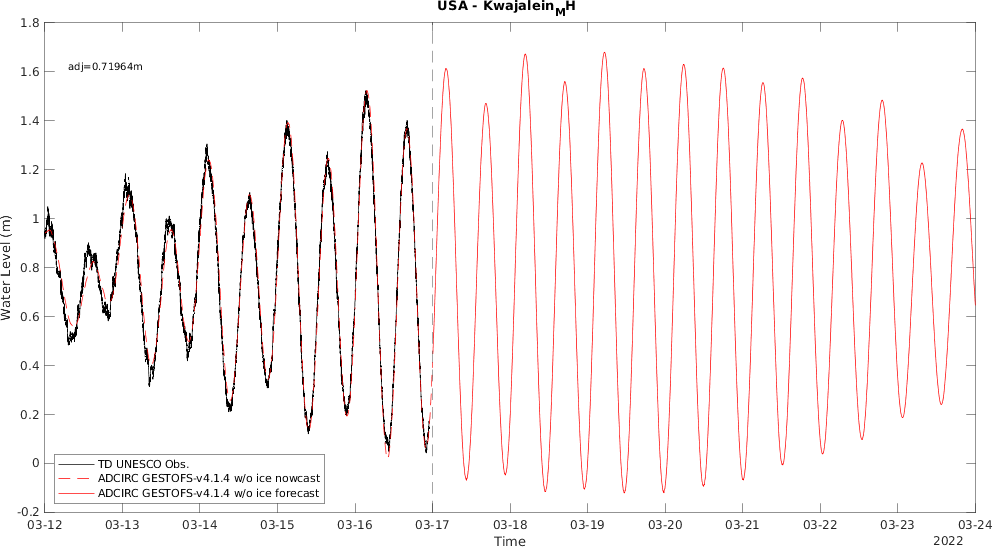 USA - KwajaleinMH
adj=0.71964m
Water Level (m)
1.8
1.6
1.4
1.2
1
0.8
0.6
0.4
0.2
0
-0.2
TD UNESCO Obs.
ADCIRC GESTOFS-v4.1.4 w/o ice nowcast
ADCIRC GESTOFS-v4.1.4 w/o ice forecast
03-12 03-13 03-14 03-15 03-16 03-17 03-18 03-19 03-20 03-21 03-22 03-23 03-24
Time
2022